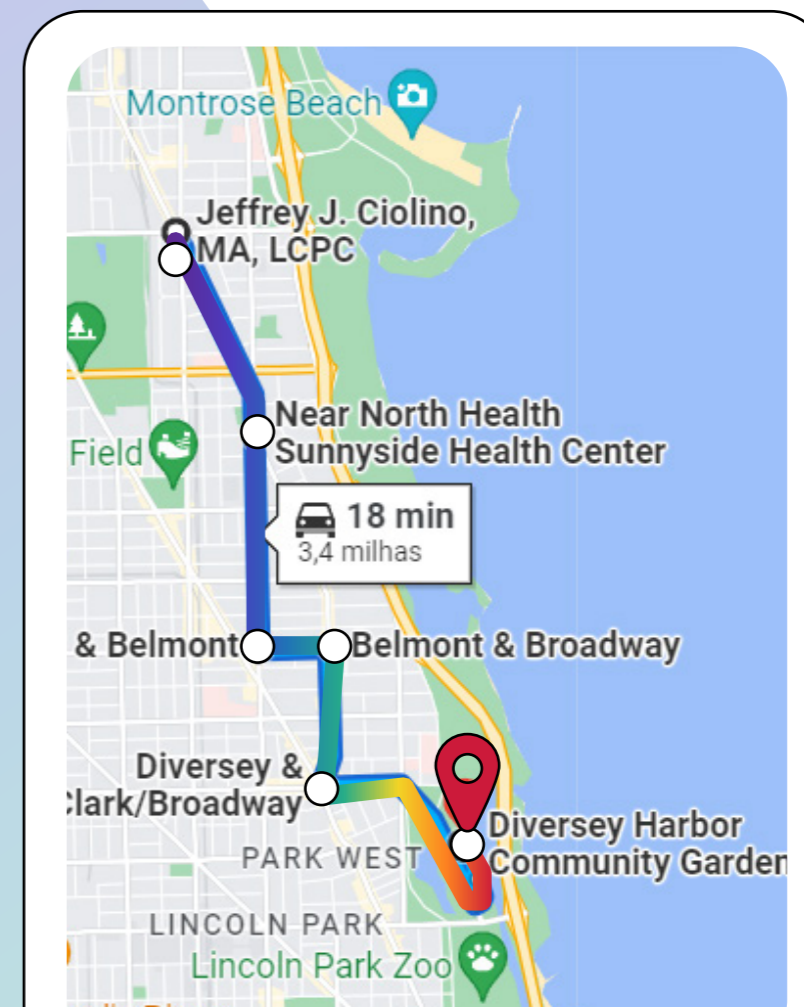 Montrose Beach
Jeffrey J. Ciolino,
MA, LCPC
Near North Health
Sunnyside Health Center
Field
18 min
3,4 milhas
& Belmont
Belmont & Broadway
Diversey &
Clark/Broadway
Diversey Harbor
Community Garden
PARK WEST
LINCOLN PARK
Lincoln Park Zoo